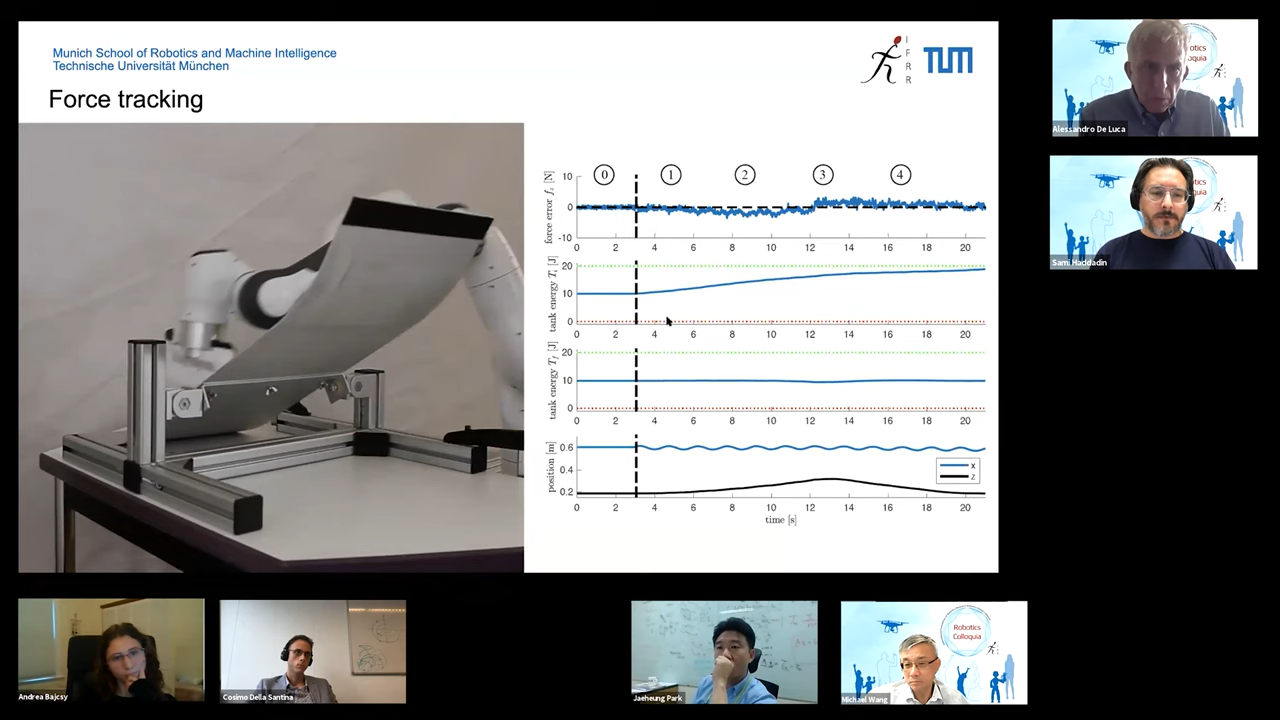 Munich School of Robotics and Machine Intelligence
Technische Universität München
I
F
R
R
TUM
Force tracking
0 1 2 3 4
force error f_z [N]
10
0
-10
0 2 4 6 8 10 12 14 16 18 20
tank energy T_i [J]
20
10
0
0 2 4 6 8 10 12 14 16 18 20
tank energy T_f [J]
20
10
0
0 2 4 6 8 10 12 14 16 18 20
position [m]
0.6
0.4
0.2
x
z
0 2 4 6 8 10 12 14 16 18 20
time [s]
otics
oquia
Alessandro De Luca
otics
oquia
Sami Haddadin
Andrea Bajcsy
Cosimo Della Santina
Jaeheung Park
Robotics
Colloquia
Michael Wang